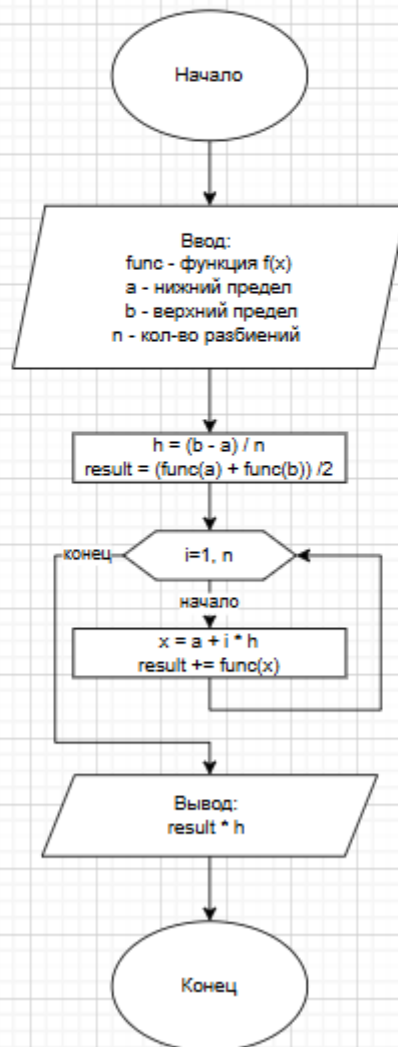 Начало
Ввод:
func - функция f(x)
a - нижний предел
b - верхний предел
n - кол-во разбиений
h = (b - a) / n
result = (func(a) + func(b)) /2
конец
i=1, n
начало
x = a + i * h
result += func(x)
Вывод:
result * h
Конец